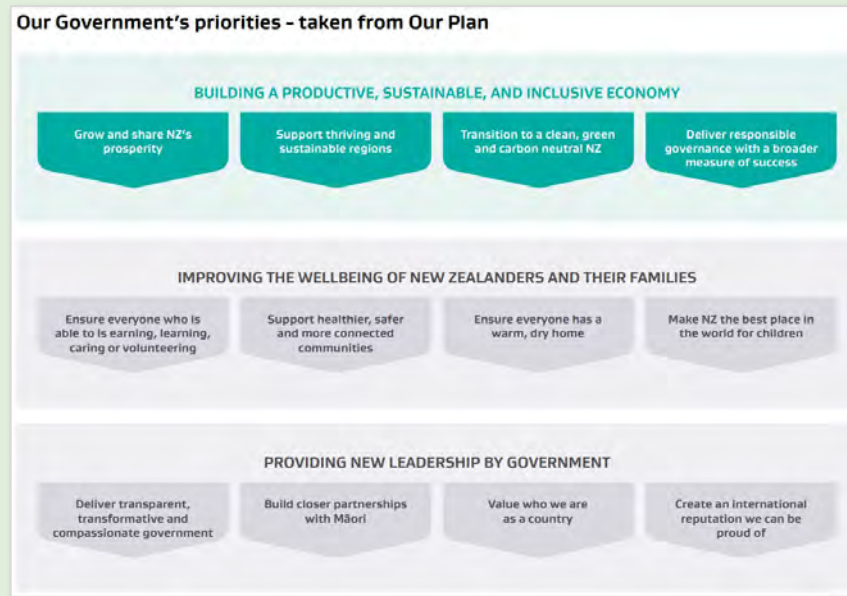 Our Government's priorities - taken from Our Plan
BUILDING A PRODUCTIVE, SUSTAINABLE, AND INCLUSIVE ECONOMY
Grow and share NZ's
prosperity
Support thriving and
sustainable regions
Transition to a clean, green
and carbon neutral NZ
Deliver responsible
governance with a broader
measure of success
IMPROVING THE WELLBEING OF NEW ZEALANDERS AND THEIR FAMILIES
Ensure everyone who is
able to is earning, learning,
caring or volunteering
Support healthier, safer
and more connected
communities
Ensure everyone has a
warm, dry home
Make NZ the best place in
the world for children
PROVIDING NEW LEADERSHIP BY GOVERNMENT
Deliver transparent,
transformative and
compassionate government
Build closer partnerships
with Māori
Value who we are
as a country
Create an international
reputation we can be
proud of